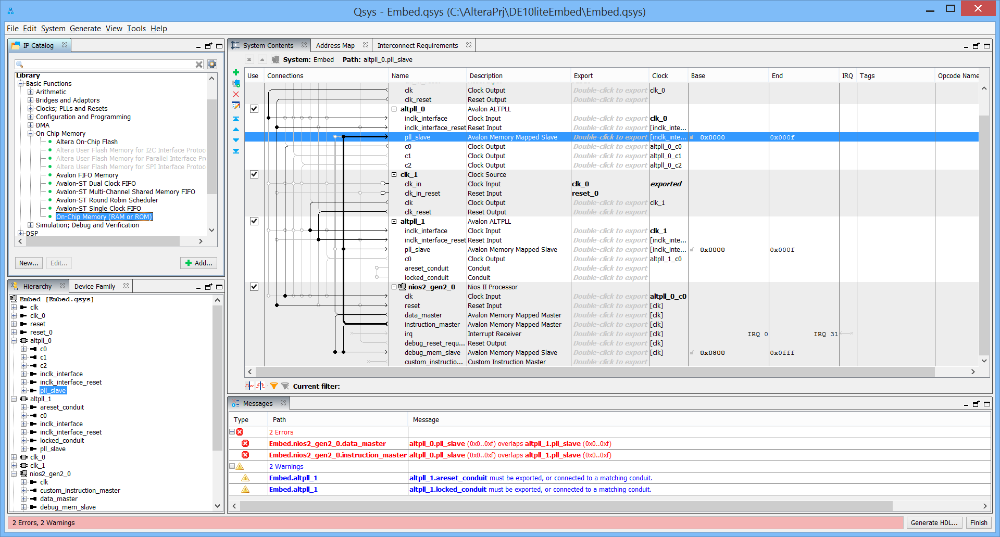 Qsys - Embed.qsys (C:\AlteraPrj\DE10liteEmbed\Embed.qsys)
File Edit System Generate View Tools Help
IP Catalog
Library
Basic Functions
Arithmetic
Bridges and Adaptors
Clocks; PLLs and Resets
Configuration and Programming
DMA
On Chip Memory
Altera On-Chip Flash
Altera User Flash Memory for I2C Interface Protoc
Altera User Flash Memory for Parallel Interface Pr
Altera User Flash Memory for SPI Interface Protoc
Avalon FIFO Memory
Avalon-ST Dual Clock FIFO
Avalon-ST Multi-Channel Shared Memory FIFO
Avalon-ST Round Robin Scheduler
Avalon-ST Single Clock FIFO
On-Chip Memory (RAM or ROM)
Simulation; Debug and Verification
DSP
New... Edit... Add...
Hierarchy Device Family
Embed [Embed.qsys]
clk
clk_0
reset
reset_0
altpll_0
c0
c1
c2
inclk_interface
inclk_interface_reset
pll_slave
altpll_1
areset_conduit
c0
inclk_interface
inclk_interface_reset
locked_conduit
pll_slave
clk_0
clk_1
nios2_gen2_0
clk
custom_instruction_master
data_master
debug_mem_slave
System Contents Address Map Interconnect Requirements
System: Embed Path: altpll_0.pll_slave
Use Connections Name Description Export Clock Base End IRQ Tags Opcode Name
clk Clock Output Double-click to export clk_0
clk_reset Reset Output Double-click to export
altpll_0 Avalon ALTPLL
inclk_interface Clock Input Double-click to export clk_0
inclk_interface_reset Reset Input Double-click to export [inclk_inte...
pll_slave Avalon Memory Mapped Slave Double-click to export [inclk_inte... 0x0000 0x000f
c0 Clock Output Double-click to export altpll_0_c0
c1 Clock Output Double-click to export altpll_0_c1
c2 Clock Output Double-click to export altpll_0_c2
clk_1 Clock Source
clk_in Clock Input clk_0 exported
clk_in_reset Reset Input reset_0
clk Clock Output Double-click to export clk_1
clk_reset Reset Output Double-click to export
altpll_1 Avalon ALTPLL
inclk_interface Clock Input Double-click to export clk_1
inclk_interface_reset Reset Input Double-click to export [inclk_inte...
pll_slave Avalon Memory Mapped Slave Double-click to export [inclk_inte... 0x0000 0x000f
c0 Clock Output Double-click to export altpll_1_c0
areset_conduit Conduit Double-click to export
locked_conduit Conduit Double-click to export
nios2_gen2_0 Nios II Processor
clk Clock Input Double-click to export altpll_0_c0
reset Reset Input Double-click to export [clk]
data_master Avalon Memory Mapped Master Double-click to export [clk]
instruction_master Avalon Memory Mapped Master Double-click to export [clk]
irq Interrupt Receiver Double-click to export [clk] IRQ 0 IRQ 31
debug_reset_requ... Reset Output Double-click to export [clk]
debug_mem_slave Avalon Memory Mapped Slave Double-click to export [clk] 0x0800 0x0fff
custom_instructio... Custom Instruction Master Double-click to export
Current filter:
Messages
Type Path Message
2 Errors
Embed.nios2_gen2_0.data_master altpll_0.pll_slave (0x0..0xf) overlaps altpll_1.pll_slave (0x0..0xf)
Embed.nios2_gen2_0.instruction_master altpll_0.pll_slave (0x0..0xf) overlaps altpll_1.pll_slave (0x0..0xf)
2 Warnings
Embed.altpll_1 altpll_1.areset_conduit must be exported, or connected to a matching conduit.
Embed.altpll_1 altpll_1.locked_conduit must be exported, or connected to a matching conduit.
2 Errors, 2 Warnings
Generate HDL... Finish